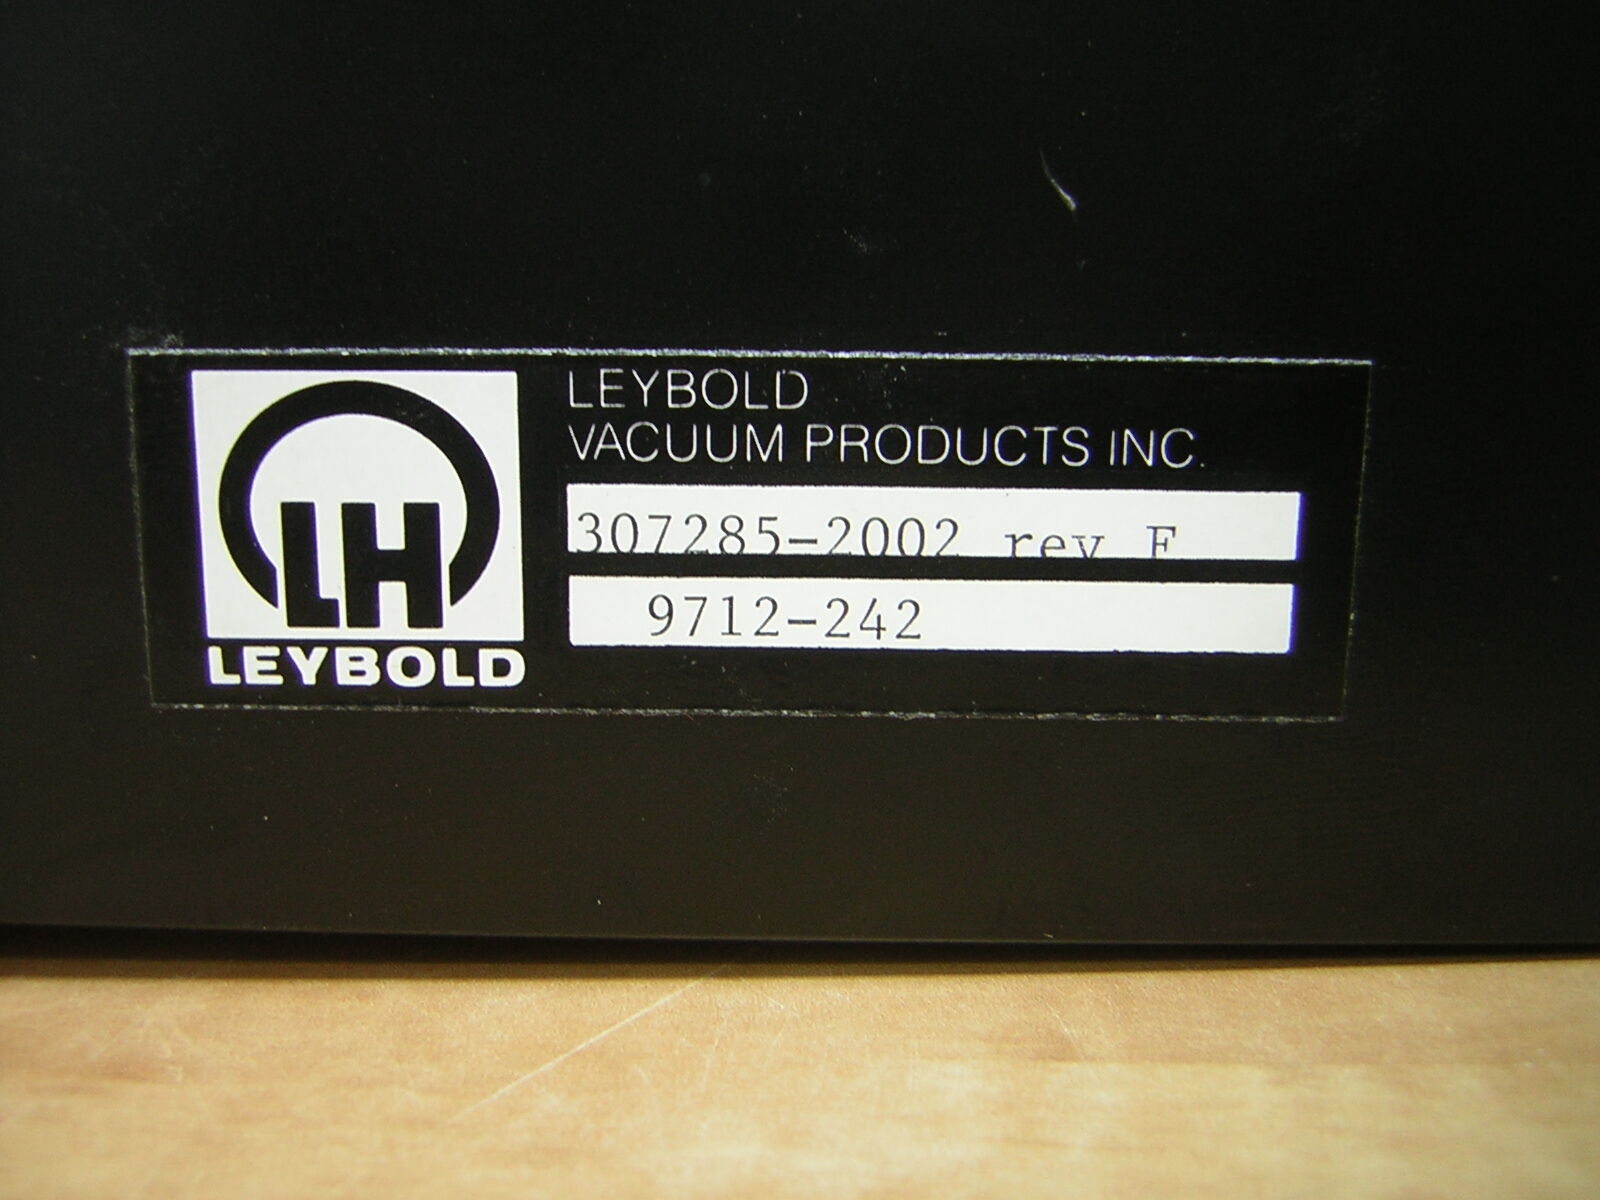 LH
LEYBOLD
LEYBOLD
VACUUM PRODUCTS INC.
307285-2002 rev
9712-242